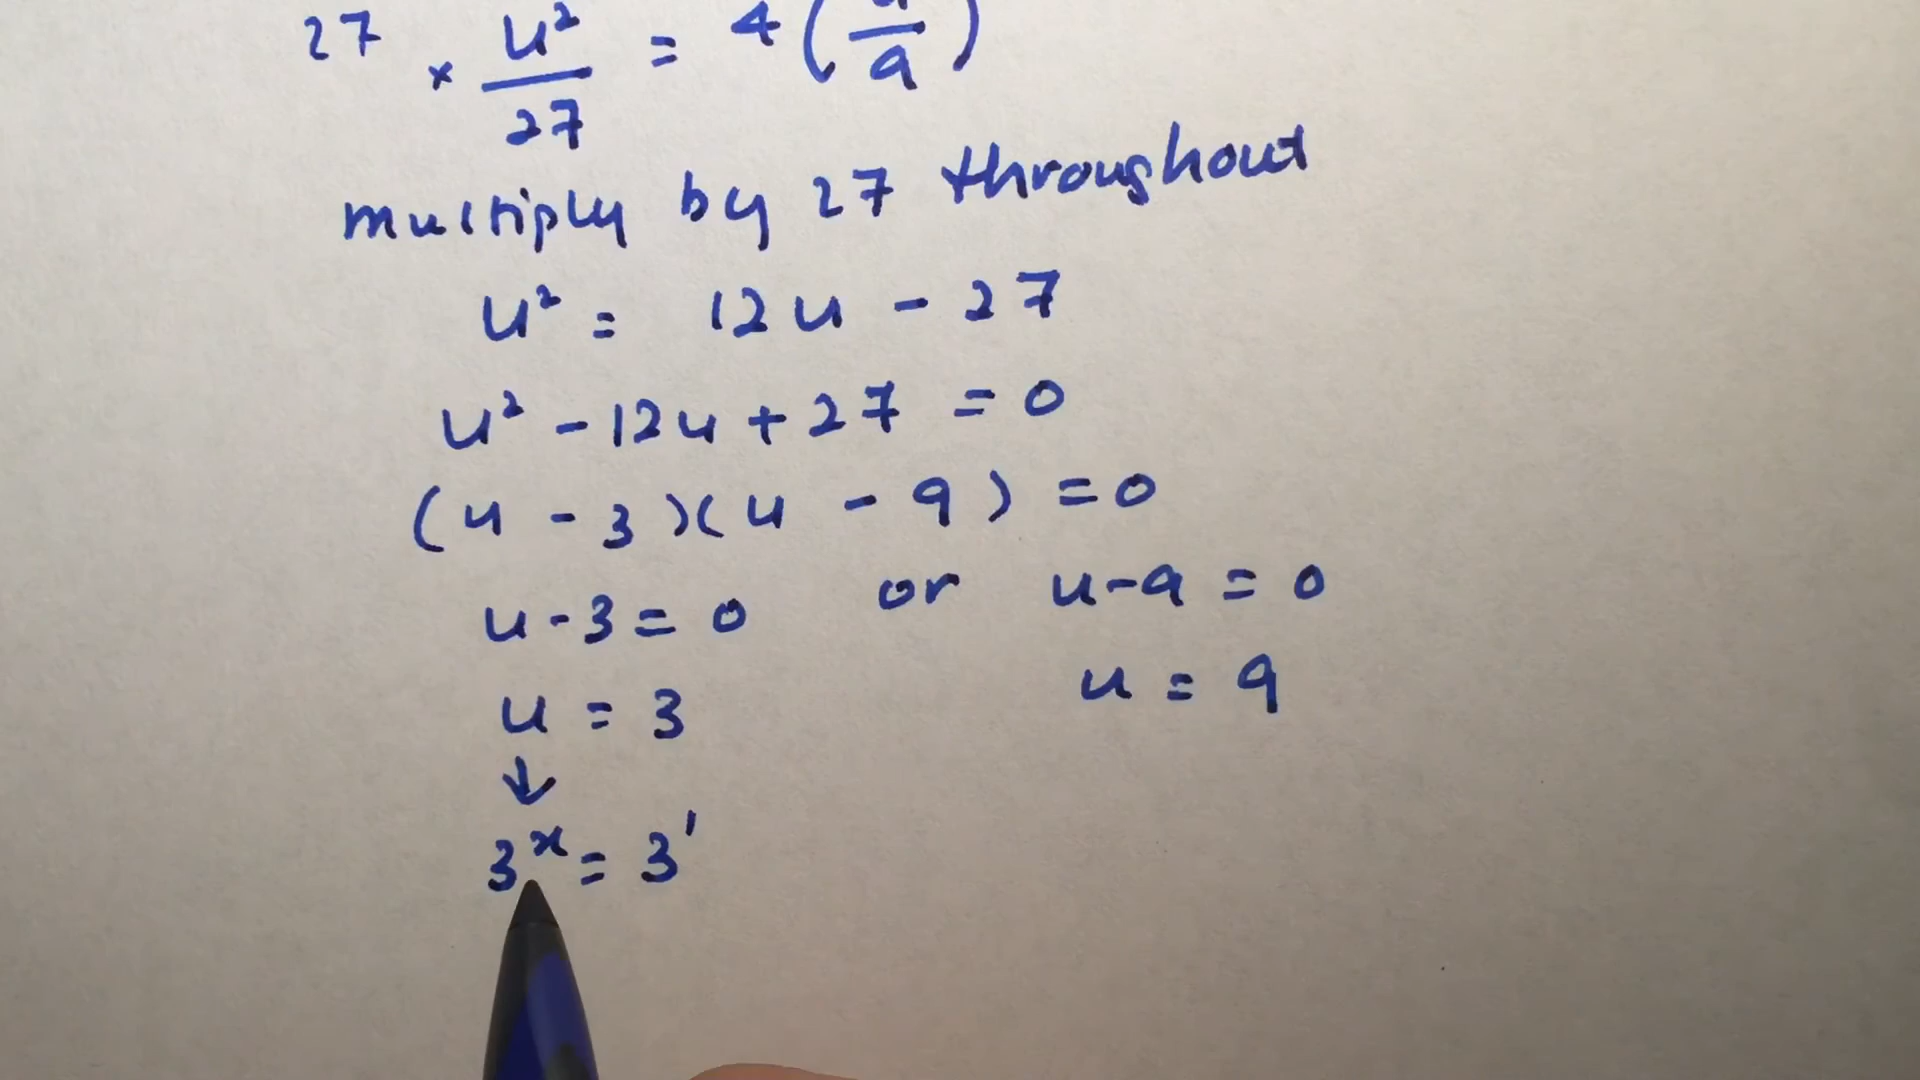 27 × u²/27 = 4(u/9)
multiply by 27 throughout
u² = 12u - 27
u² - 12u + 27 = 0
(u - 3)(u - 9) = 0
u - 3 = 0 or u - 9 = 0
u = 3 u = 9
↓
3ˣ = 3¹